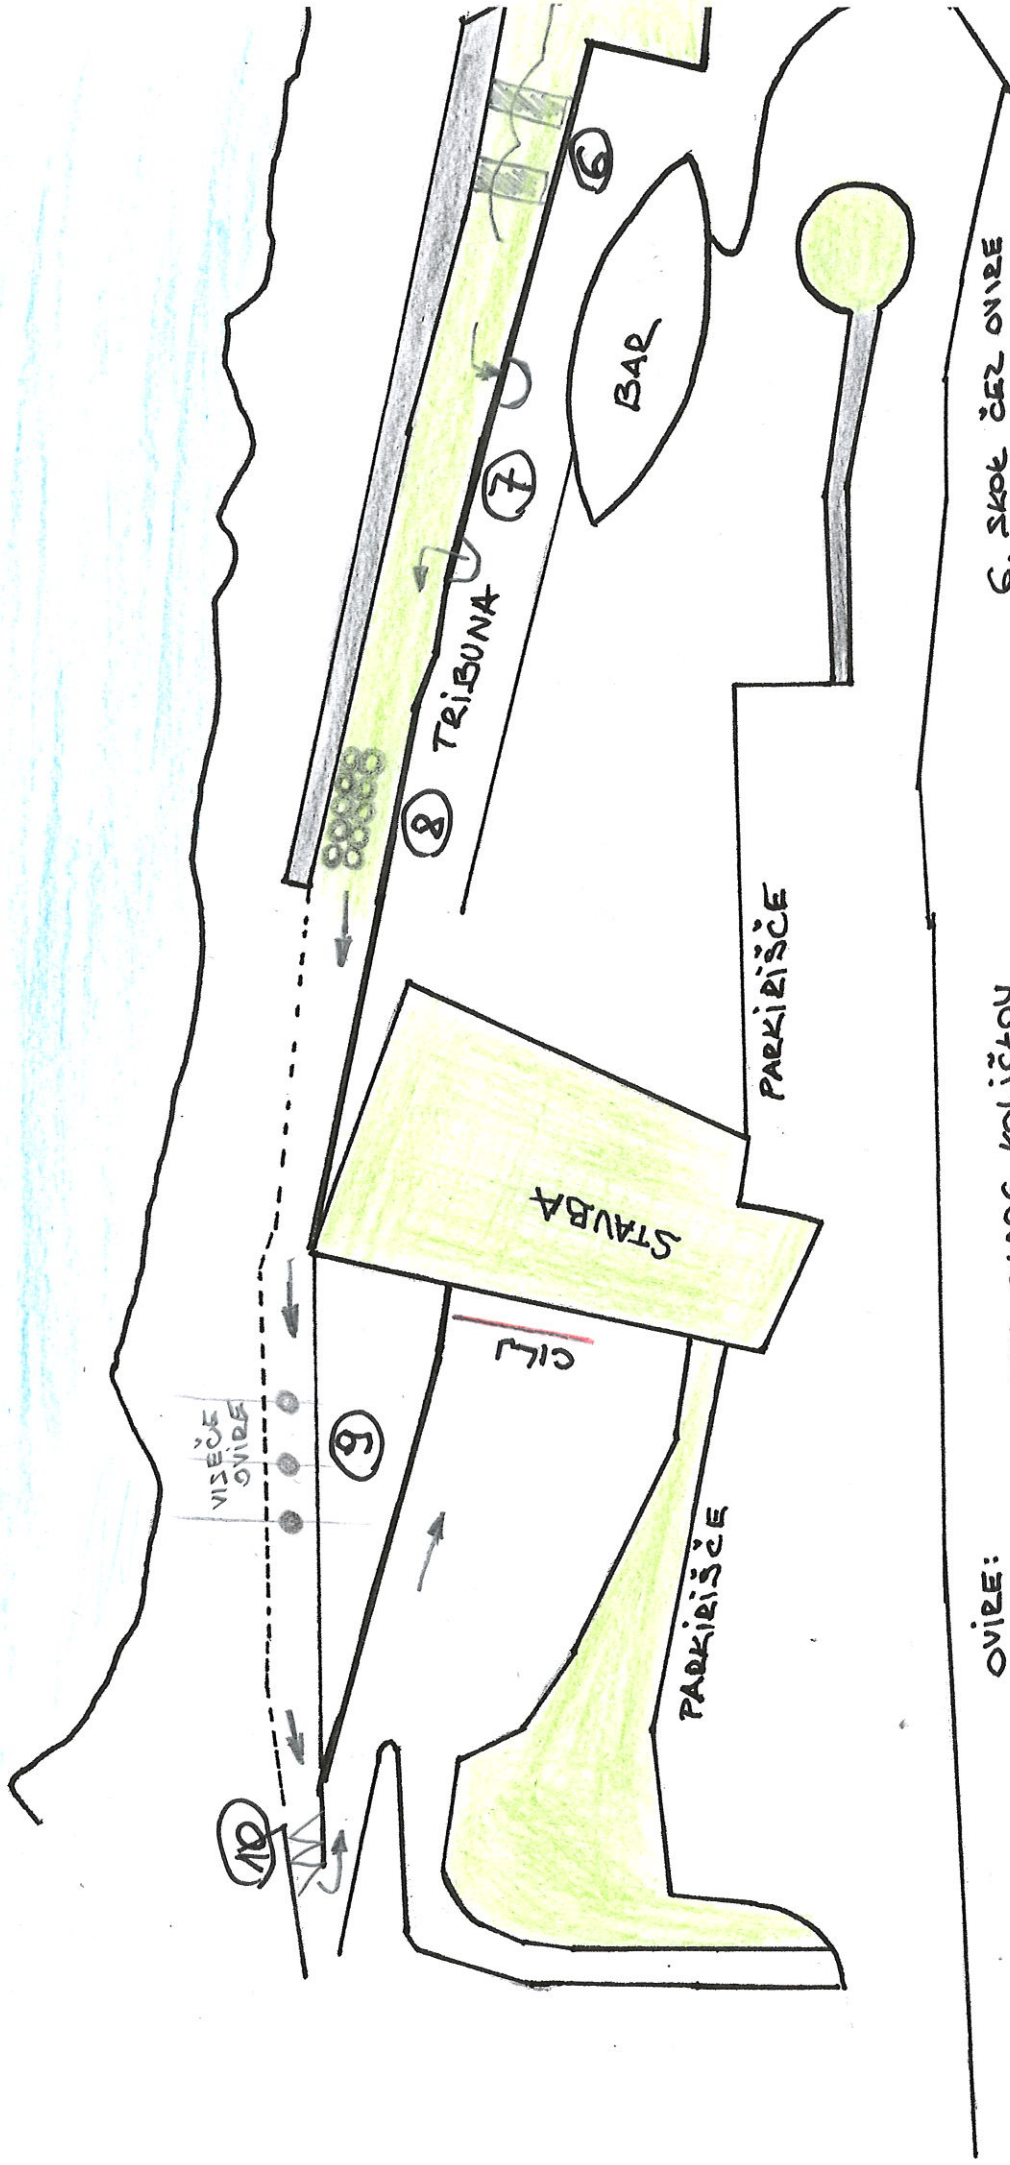 VISEČE
OVIRE
10
9
8
7
6
TRIBUNA
BAR
CILJ
STAVBA
PARKIRIŠČE
PARKIRIŠČE
OVIRE:
6. SKOK ČEZ OVIRE